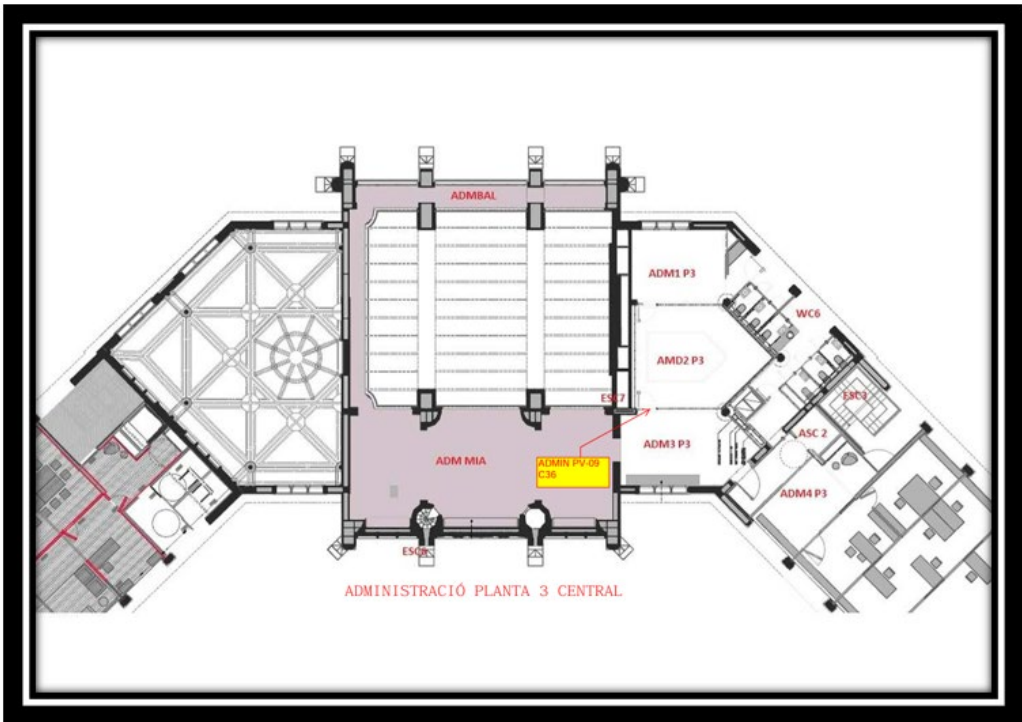 ADMBAL
ADM1 P3
WC6
AMD2 P3
ESC7
ESC3
ASC 2
ADM3 P3
ADM MIA
ADMIN PV-09
C36
ADM4 P3
ADMINISTRACIÓ PLANTA 3 CENTRAL